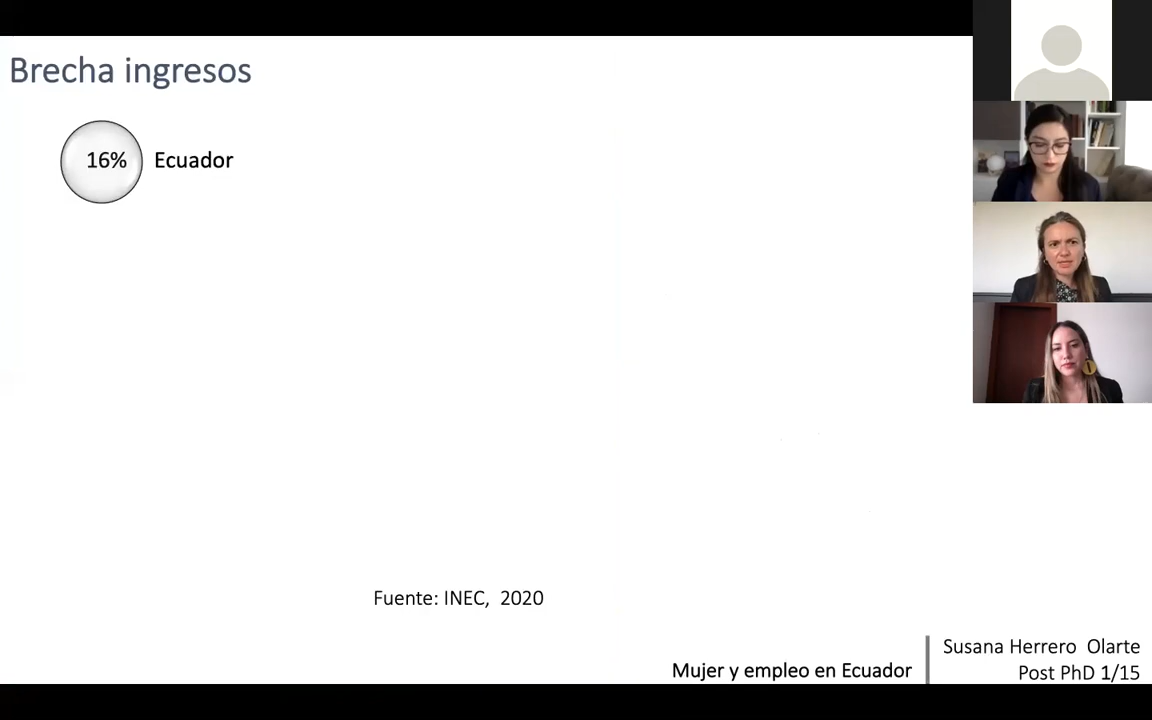 Brecha ingresos
16% Ecuador
Fuente: INEC, 2020
Mujer y empleo en Ecuador
Susana Herrero Olarte
Post PhD 1/15